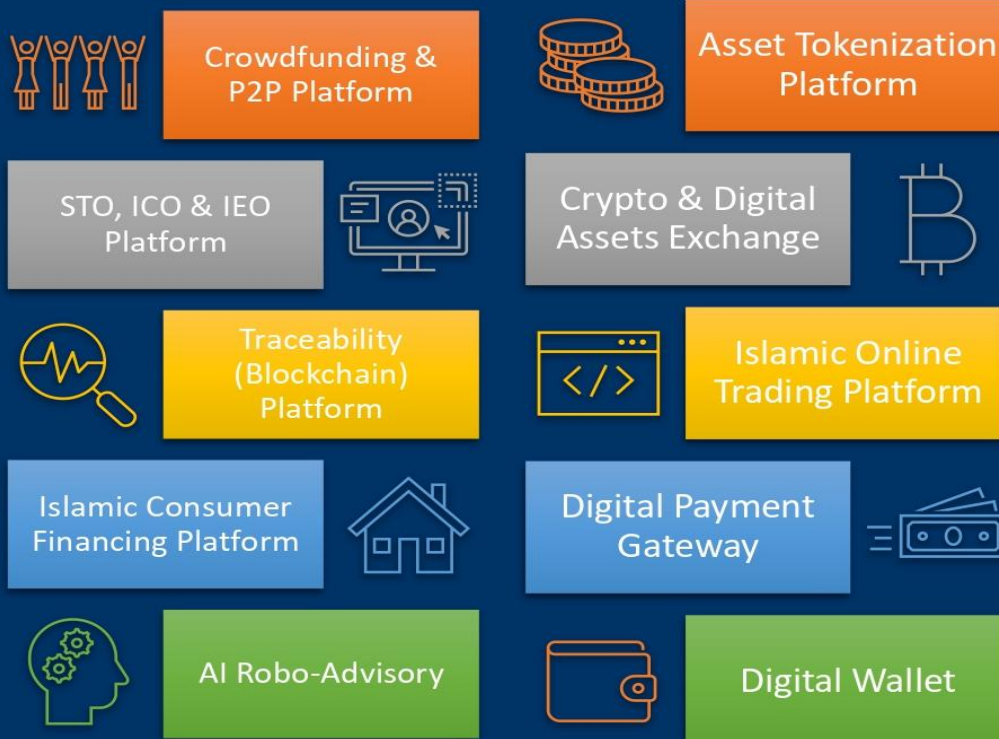 Crowdfunding &
P2P Platform
Asset Tokenization
Platform
STO, ICO & IEO
Platform
Crypto & Digital
Assets Exchange
Traceability
(Blockchain)
Platform
Islamic Online
Trading Platform
Islamic Consumer
Financing Platform
Digital Payment
Gateway
AI Robo-Advisory
Digital Wallet